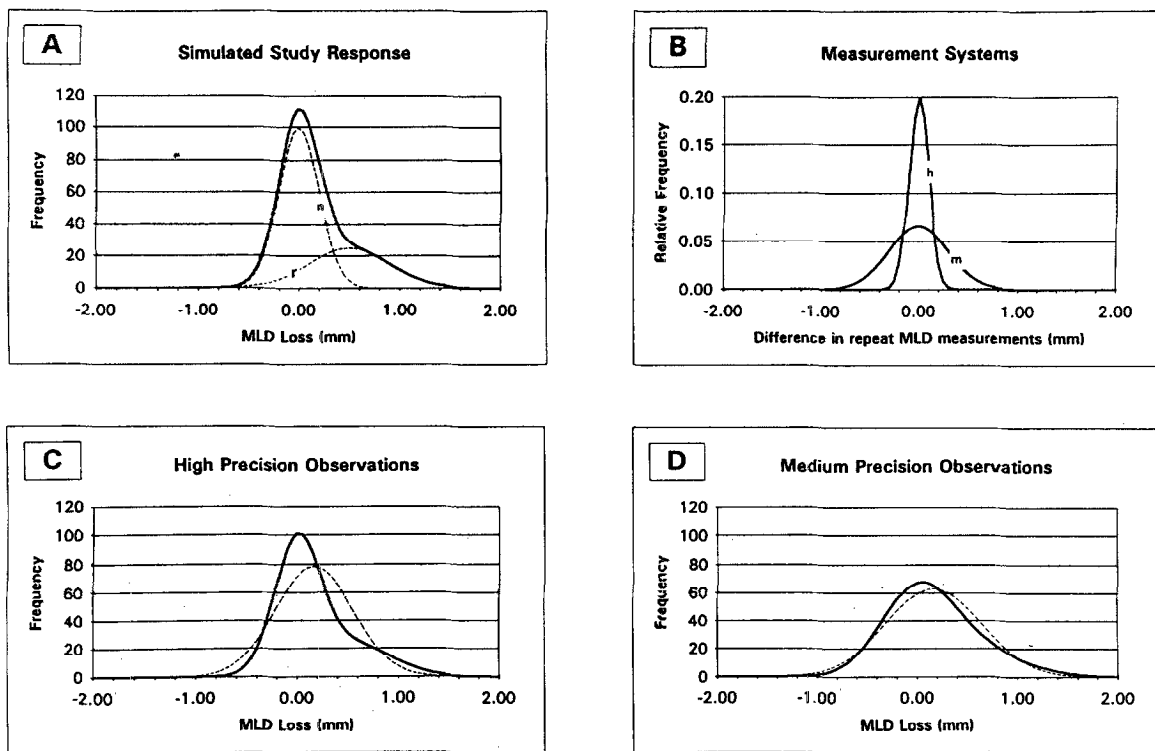 A
Simulated Study Response
120
100
80
60
40
20
0
Frequency
n
r
-2.00 -1.00 0.00 1.00 2.00
MLD Loss (mm)
B
Measurement Systems
0.20
0.15
0.10
0.05
0.00
Relative Frequency
h
m
-2.00 -1.00 0.00 1.00 2.00
Difference in repeat MLD measurements (mm)
C
High Precision Observations
120
100
80
60
40
20
0
Frequency
-2.00 -1.00 0.00 1.00 2.00
MLD Loss (mm)
D
Medium Precision Observations
120
100
80
60
40
20
0
Frequency
-2.00 -1.00 0.00 1.00 2.00
MLD Loss (mm)